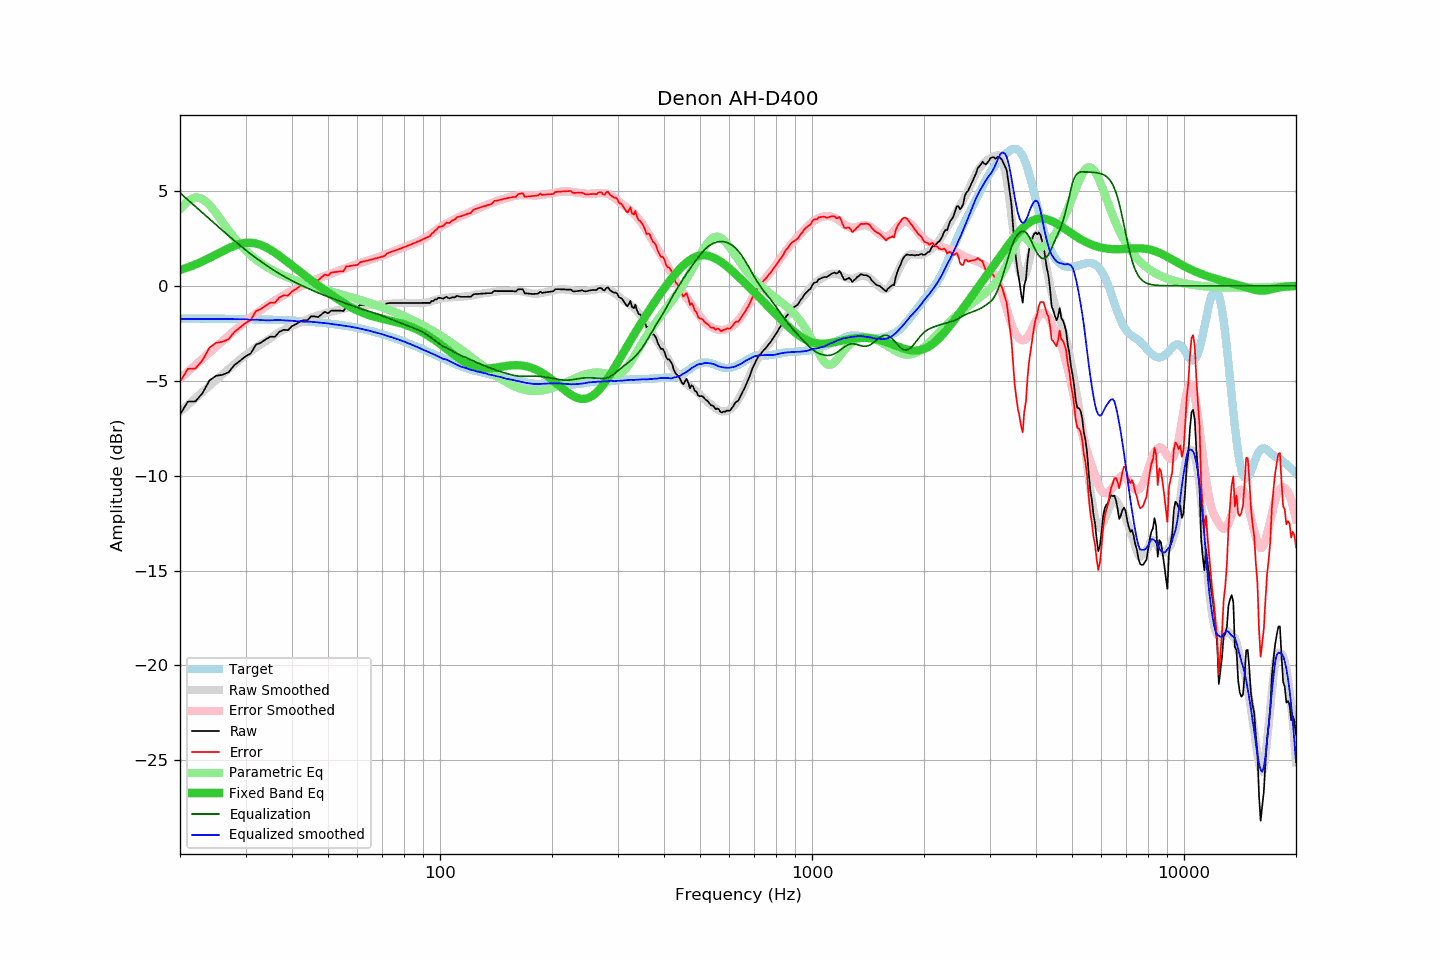 Denon AH-D400
Amplitude (dBr)
5
0
−5
−10
−15
−20
−25
Target
Raw Smoothed
Error Smoothed
Raw
Error
Parametric Eq
Fixed Band Eq
Equalization
Equalized smoothed
100
1000
10000
Frequency (Hz)